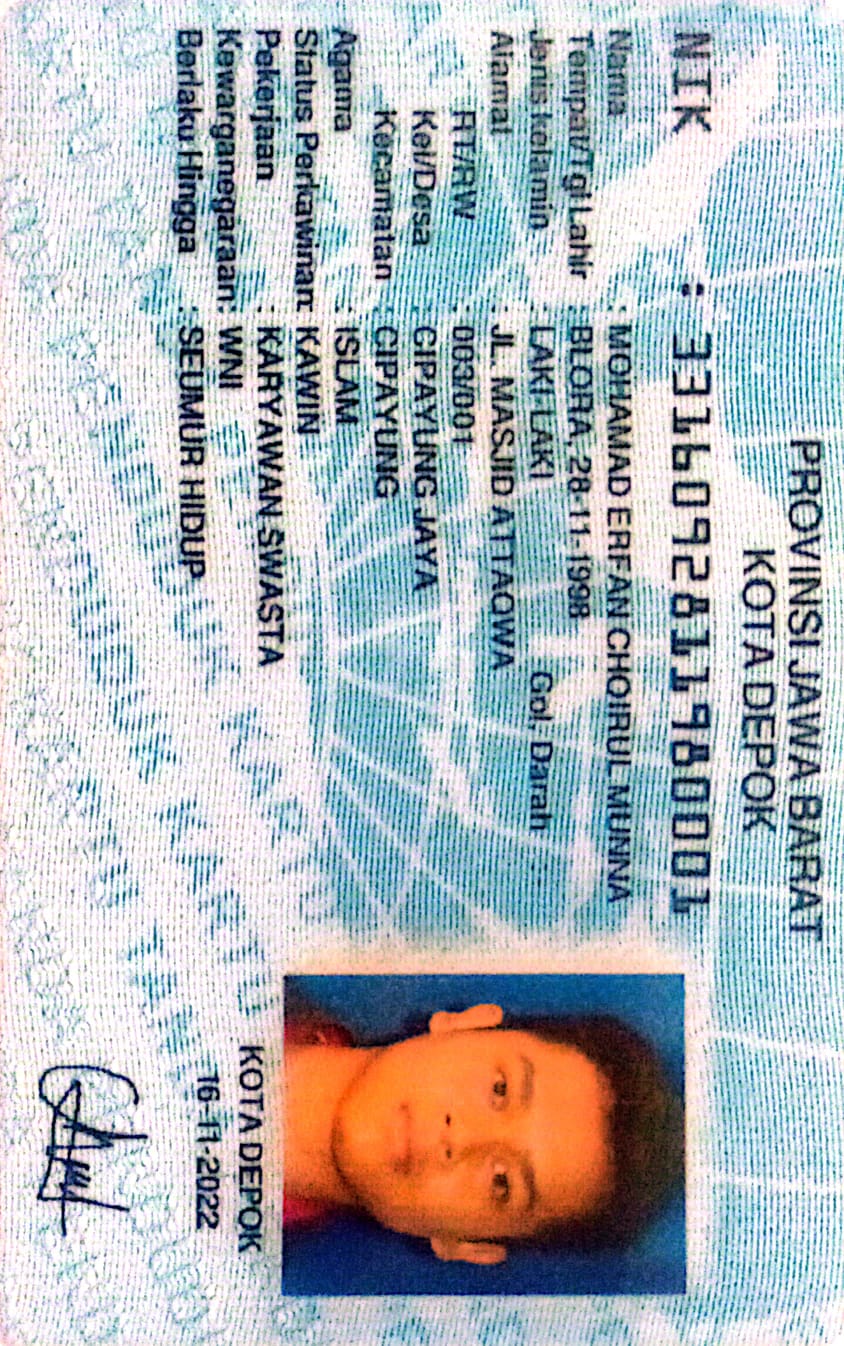 PROVINSI JAWA BARAT
KOTA DEPOK
NIK : 3316092811980001
Nama : MOHAMAD ERFAN CHOIRUL MUNNA
Tempat/Tgl Lahir : BLORA, 28-11-1998
Jenis kelamin : LAKI-LAKI Gol. Darah
Alamat : JL. MASJID ATTAQWA
RT/RW : 003/001
Kel/Desa : CIPAYUNG JAYA
Kecamatan : CIPAYUNG
Agama : ISLAM
Status Perkawinan: KAWIN
Pekerjaan : KARYAWAN SWASTA
Kewarganegaraan: WNI
Berlaku Hingga : SEUMUR HIDUP
KOTA DEPOK
16-11-2022